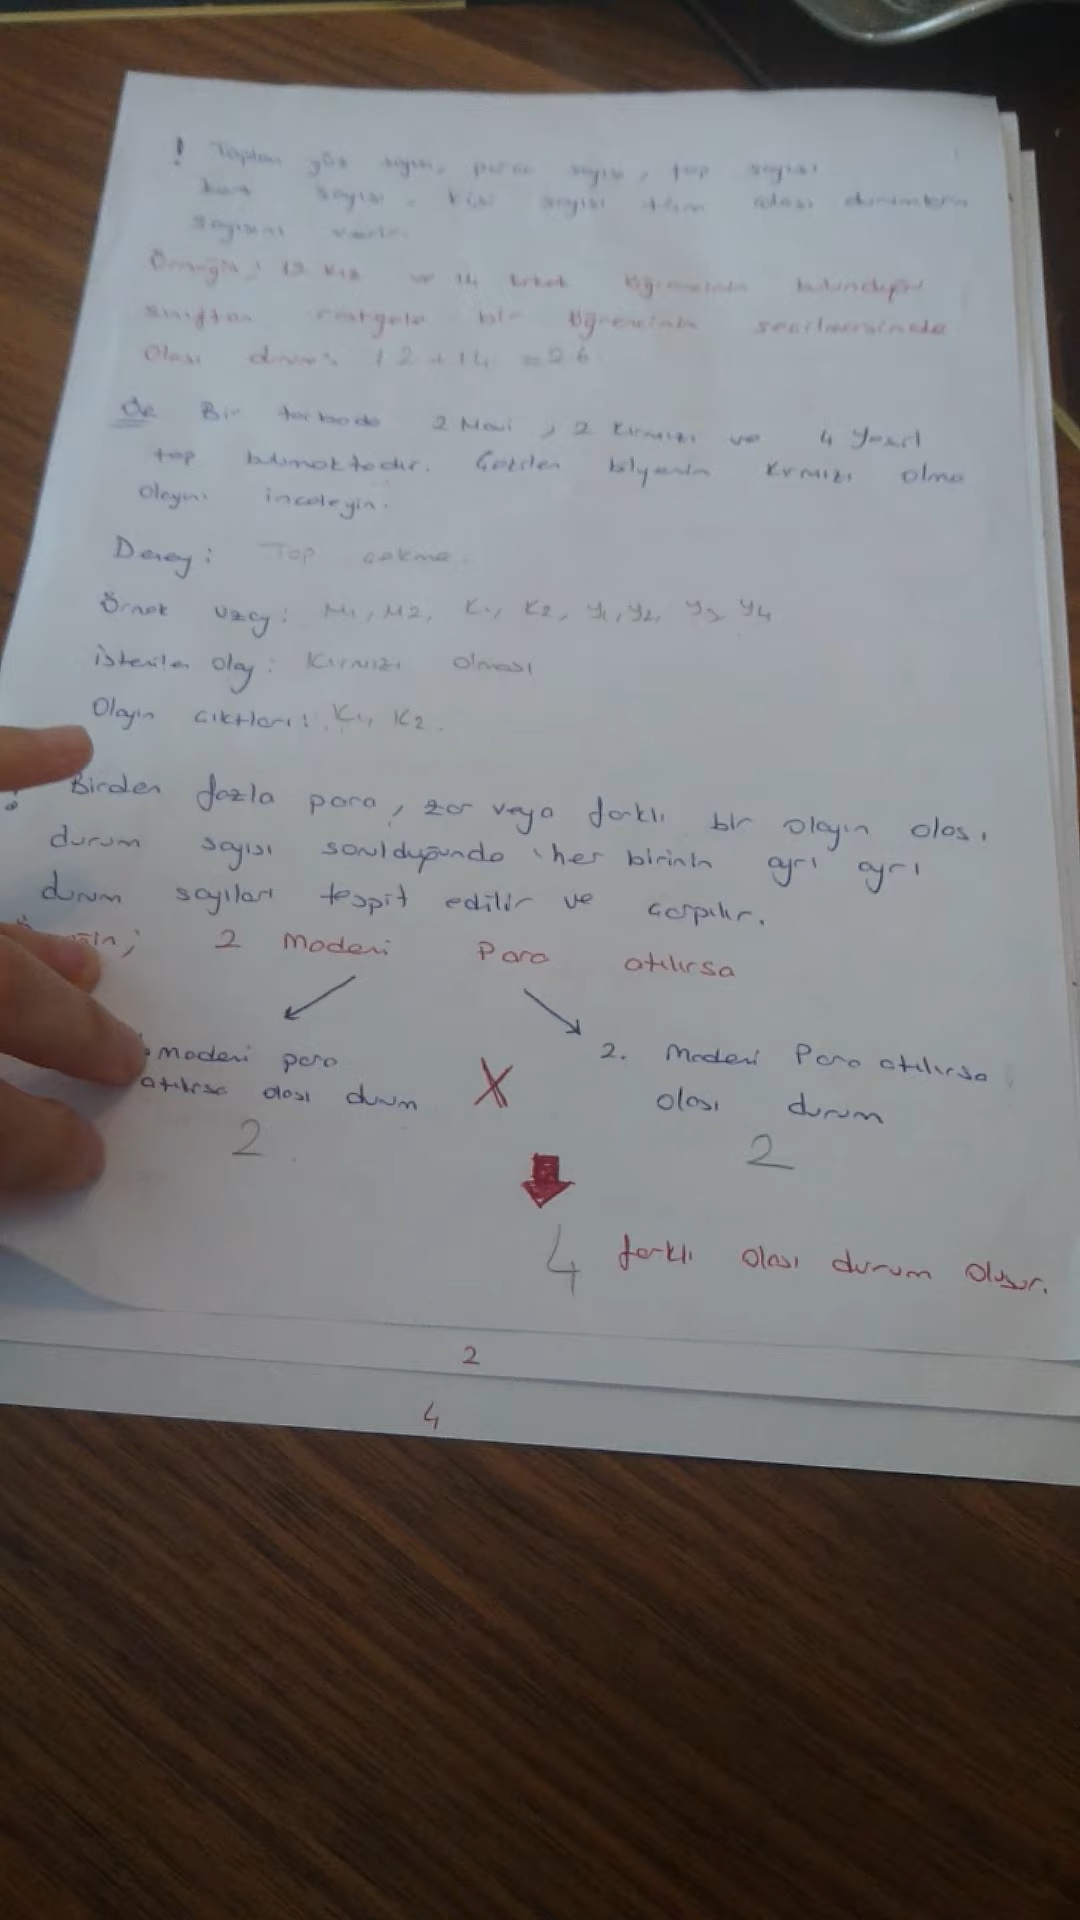 ! Toplam yüz sayısı, para sayısı, top sayısı
kart sayısı, kişi sayısı tüm olası durumların
sayısını verir.
Örneğin; 12 kız ve 14 erkek öğrencinin bulunduğu
sınıftan rastgele bir öğrencinin seçilmesinde
Olası durum: 12 + 14 = 26.
Ör Bir torbada 2 Mavi, 2 Kırmızı ve 4 Yeşil
top bulunmaktadır. Çekilen bilyenin kırmızı olma
olayını inceleyin.
Deney: Top çekme.
Örnek uzay: M1, M2, K1, K2, Y1, Y2, Y3, Y4
istenilen olay: Kırmızı olması
Olayın çıktıları: K1, K2.
! Birden fazla para, zar veya farklı bir olayın olası
durum sayısı sorulduğunda her birinin ayrı ayrı
durum sayıları tespit edilir ve çarpılır.
2 Madeni Para atılırsa
madeni para
atılırsa olası durum
2
X
2. Madeni Para atılırsa
olası durum
2
4 farklı olası durum oluşur.
2
4